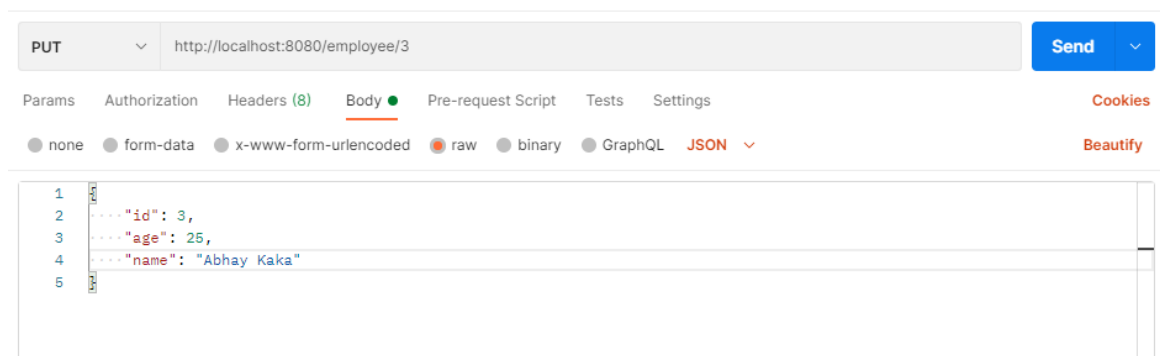 PUT http://localhost:8080/employee/3 Send
Params Authorization Headers (8) Body Pre-request Script Tests Settings Cookies
none form-data x-www-form-urlencoded raw binary GraphQL JSON Beautify
1 {
2 "id": 3,
3 "age": 25,
4 "name": "Abhay Kaka"
5 }